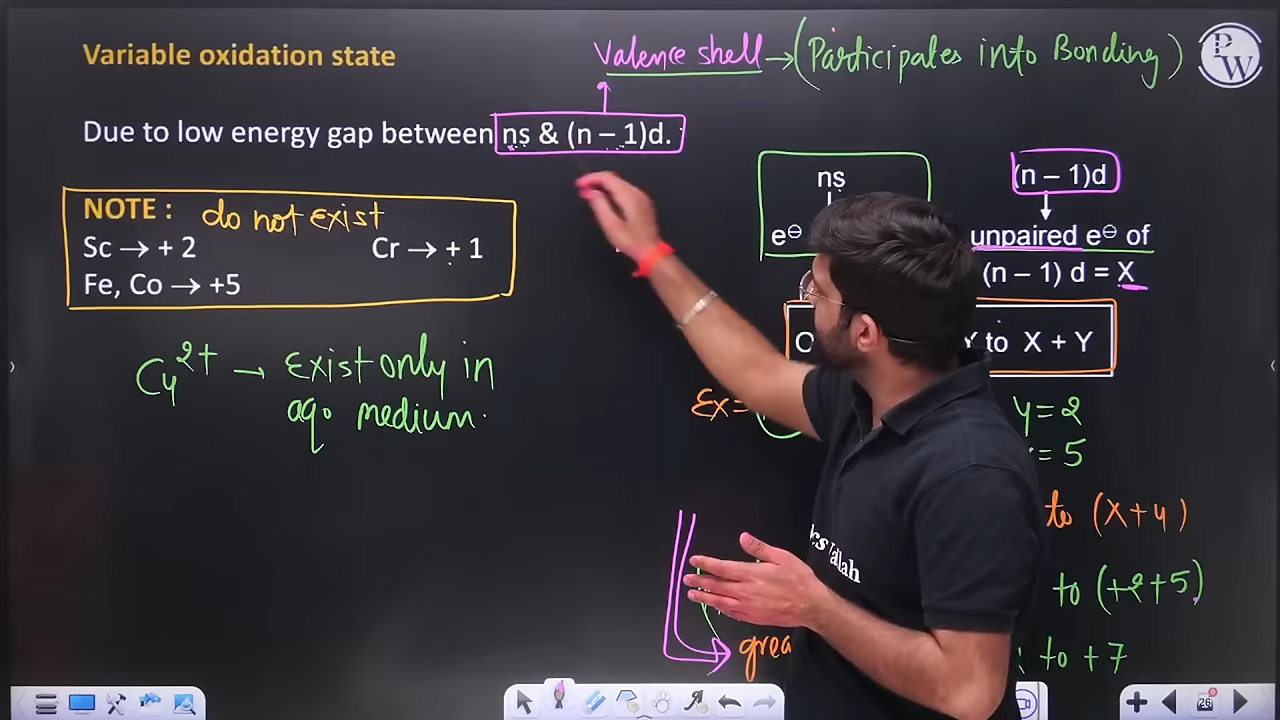 Variable oxidation state
Valence shell → (Participates into Bonding)
PW
Due to low energy gap between ns & (n – 1)d.
NOTE : do not exist
Sc → + 2 Cr → + 1
Fe, Co → +5
Cu2+ → Exist only in
aq. medium.
ns
e⊖
(n – 1)d
unpaired e⊖ of
(n – 1) d = X
Y to X + Y
Ex=
y = 2
= 5
to (x+y)
to (+2+5)
to +7
Wallah
26